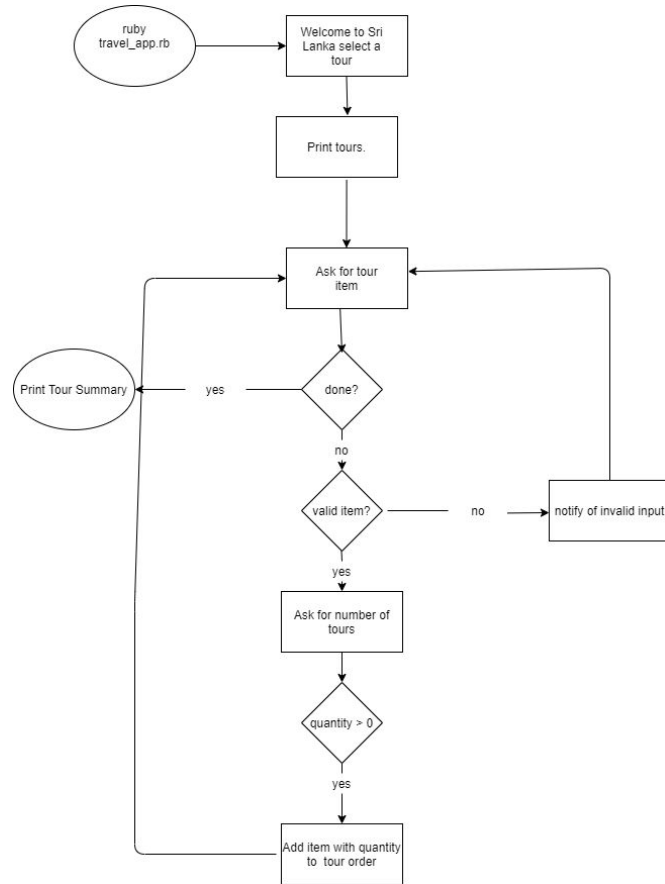 ruby
travel_app.rb
Welcome to Sri
Lanka select a
tour
Print tours.
Ask for tour
item
done?
yes
Print Tour Summary
no
valid item?
no
notify of invalid input
yes
Ask for number of
tours
quantity > 0
yes
Add item with quantity
to tour order